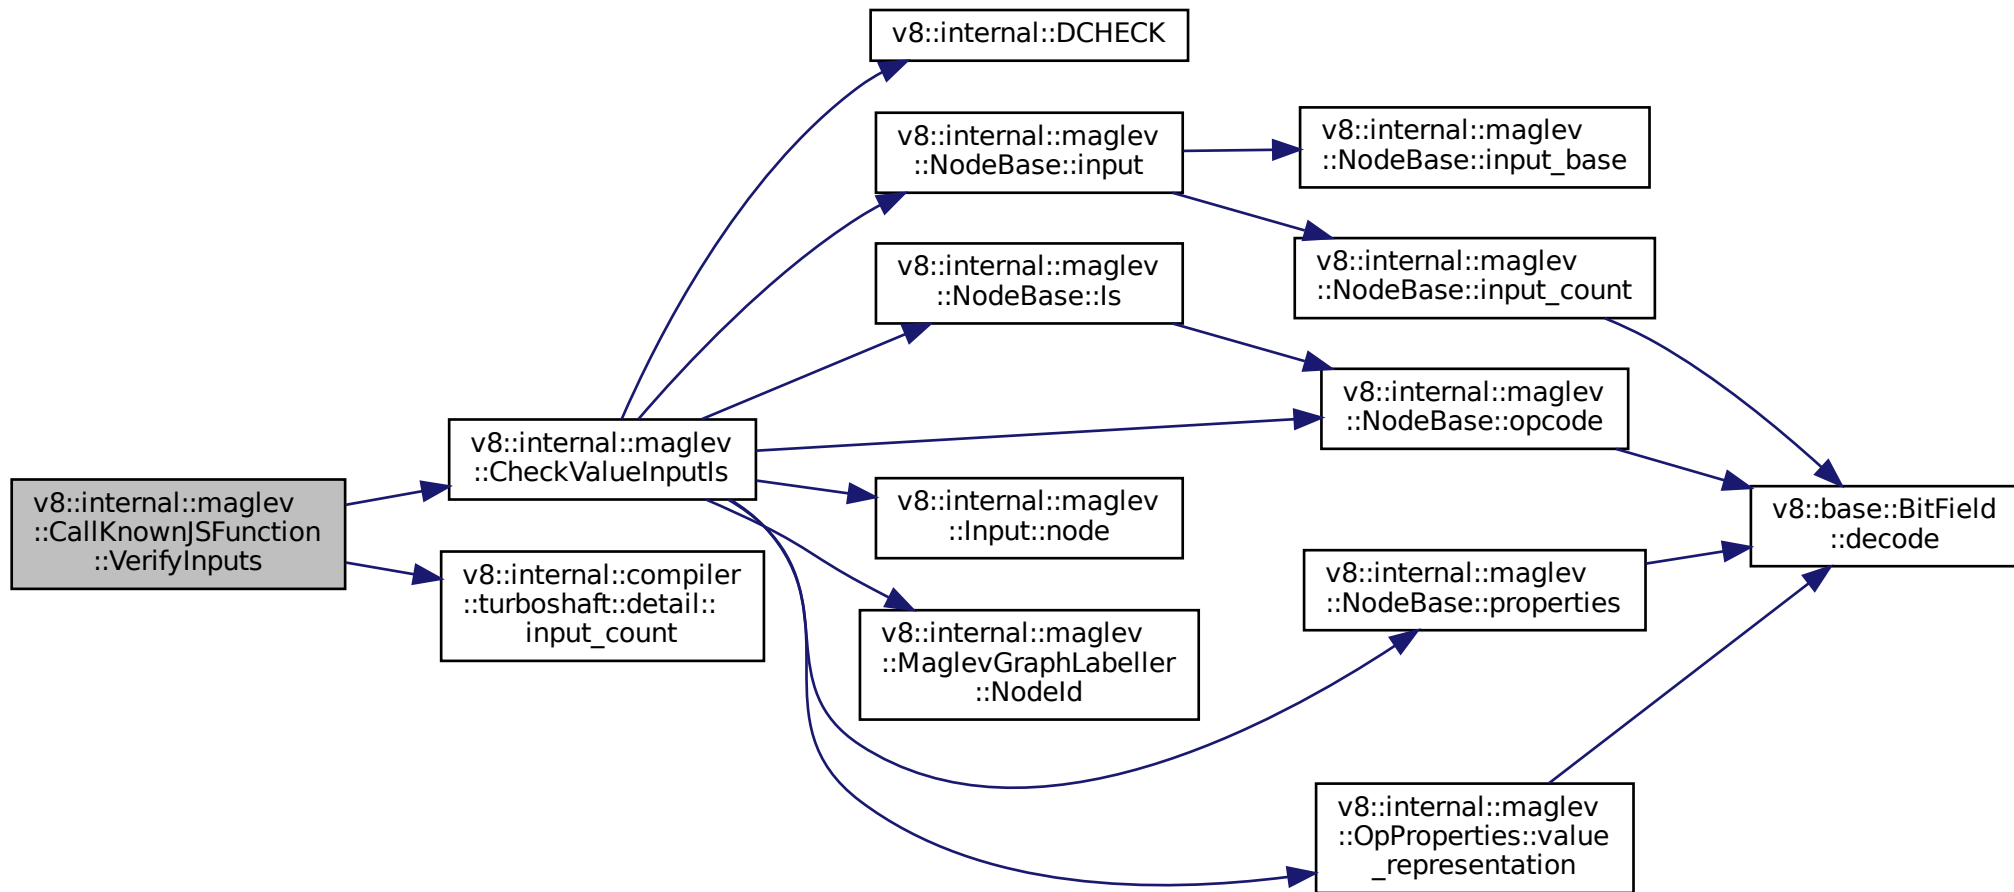 v8::internal::maglev
::CallKnownJSFunction
::VerifyInputs
v8::internal::maglev
::CheckValueInputIs
v8::internal::compiler
::turboshaft::detail::
input_count
v8::internal::DCHECK
v8::internal::maglev
::NodeBase::input
v8::internal::maglev
::NodeBase::Is
v8::internal::maglev
::Input::node
v8::internal::maglev
::MaglevGraphLabeller
::NodeId
v8::internal::maglev
::NodeBase::input_base
v8::internal::maglev
::NodeBase::input_count
v8::internal::maglev
::NodeBase::opcode
v8::internal::maglev
::NodeBase::properties
v8::internal::maglev
::OpProperties::value
_representation
v8::base::BitField
::decode